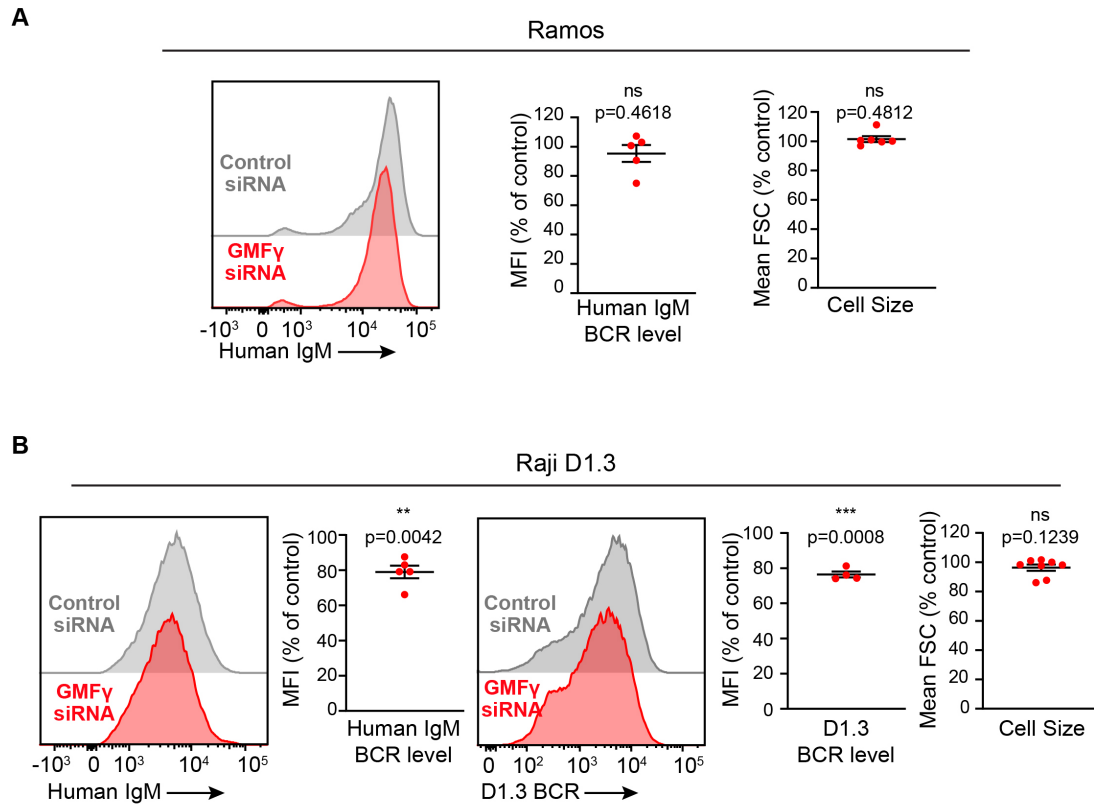 A
Ramos
Control
siRNA
GMFγ
siRNA
-10³ 0 10³ 10⁴ 10⁵
Human IgM
MFI (% of control)
120
100
80
60
40
20
0
ns
p=0.4618
Human IgM
BCR level
Mean FSC (% control)
120
100
80
60
40
20
0
ns
p=0.4812
Cell Size
B
Raji D1.3
Control
siRNA
GMFγ
siRNA
-10³ 0 10³ 10⁴ 10⁵
Human IgM
MFI (% of control)
100
80
60
40
20
0
**
p=0.0042
Human IgM
BCR level
Control
siRNA
GMFγ
siRNA
0 10² 10³ 10⁴ 10⁵
D1.3 BCR
MFI (% of control)
100
80
60
40
20
0
***
p=0.0008
D1.3
BCR level
Mean FSC (% control)
120
100
80
60
40
20
0
ns
p=0.1239
Cell Size